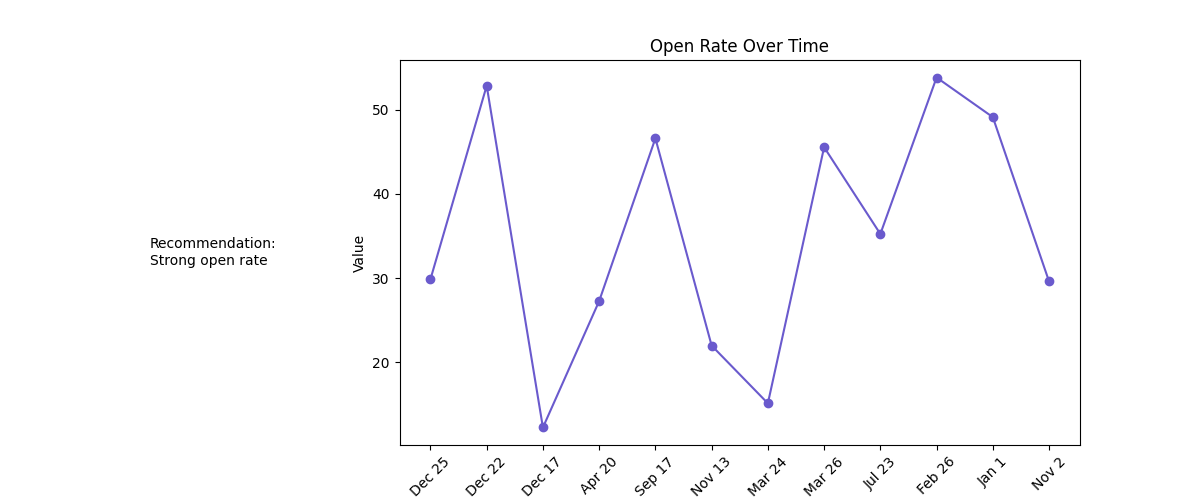 Open Rate Over Time
Recommendation:
Strong open rate
Value
50
40
30
20
Dec 25
Dec 22
Dec 17
Apr 20
Sep 17
Nov 13
Mar 24
Mar 26
Jul 23
Feb 26
Jan 1
Nov 2